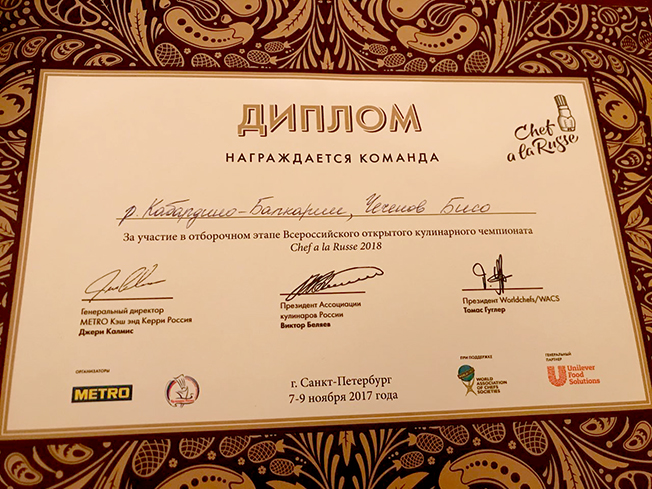 ДИПЛОМ
Chef
a la Russe
НАГРАЖДАЕТСЯ КОМАНДА
р. Кабардино-Балкария, Чеченов Бисо
За участие в отборочном этапе Всероссийского открытого кулинарного чемпионата
Chef a la Russe 2018
Генеральный директор
METRO Кэш энд Керри Россия
Джери Калмис
Президент Ассоциации
кулинаров России
Виктор Беляев
Президент Worldchefs/WACS
Томас Гуглер
ОРГАНИЗАТОРЫ
METRO
г. Санкт-Петербург
7-9 ноября 2017 года
ПРИ ПОДДЕРЖКЕ
WORLD
ASSOCIATION
OF CHEFS
SOCIETIES
ГЕНЕРАЛЬНЫЙ
ПАРТНЕР
Unilever
Food
Solutions